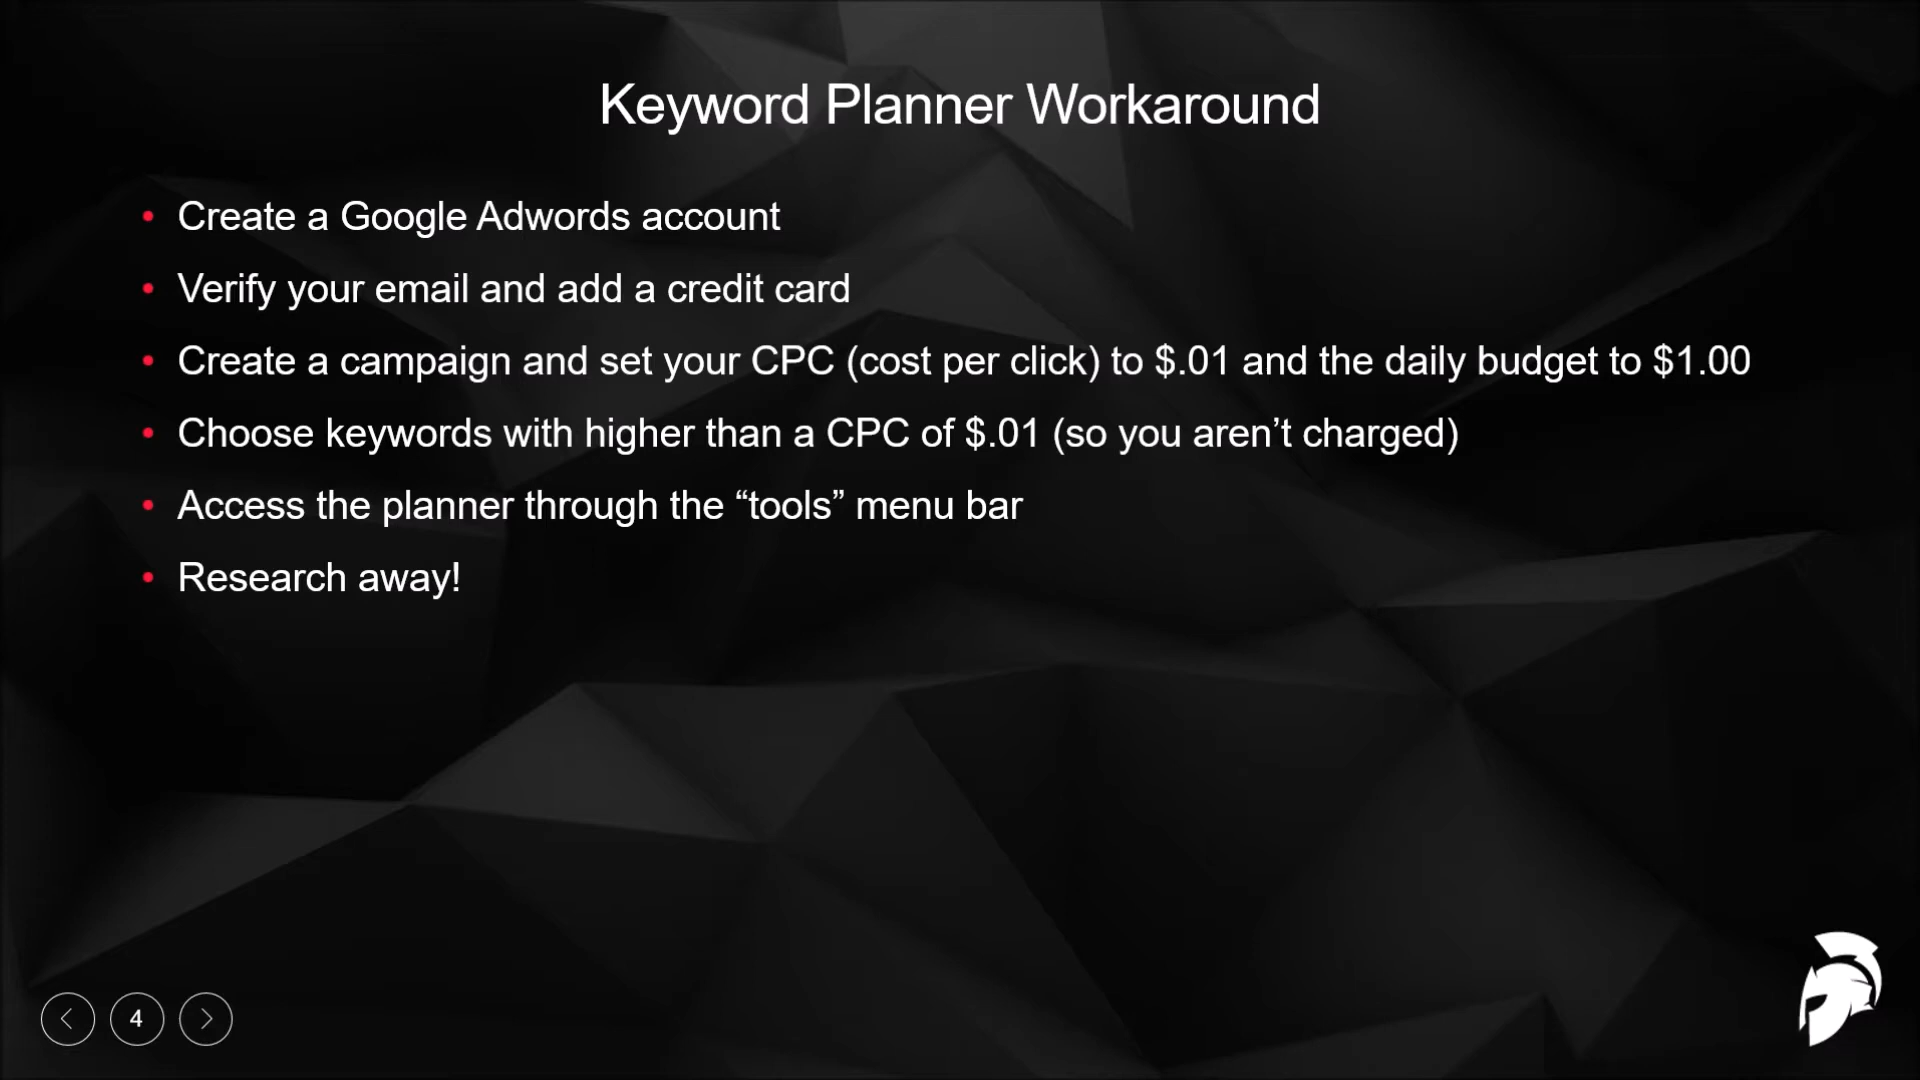 Keyword Planner Workaround
• Create a Google Adwords account
• Verify your email and add a credit card
• Create a campaign and set your CPC (cost per click) to $.01 and the daily budget to $1.00
• Choose keywords with higher than a CPC of $.01 (so you aren’t charged)
• Access the planner through the “tools” menu bar
• Research away!
4